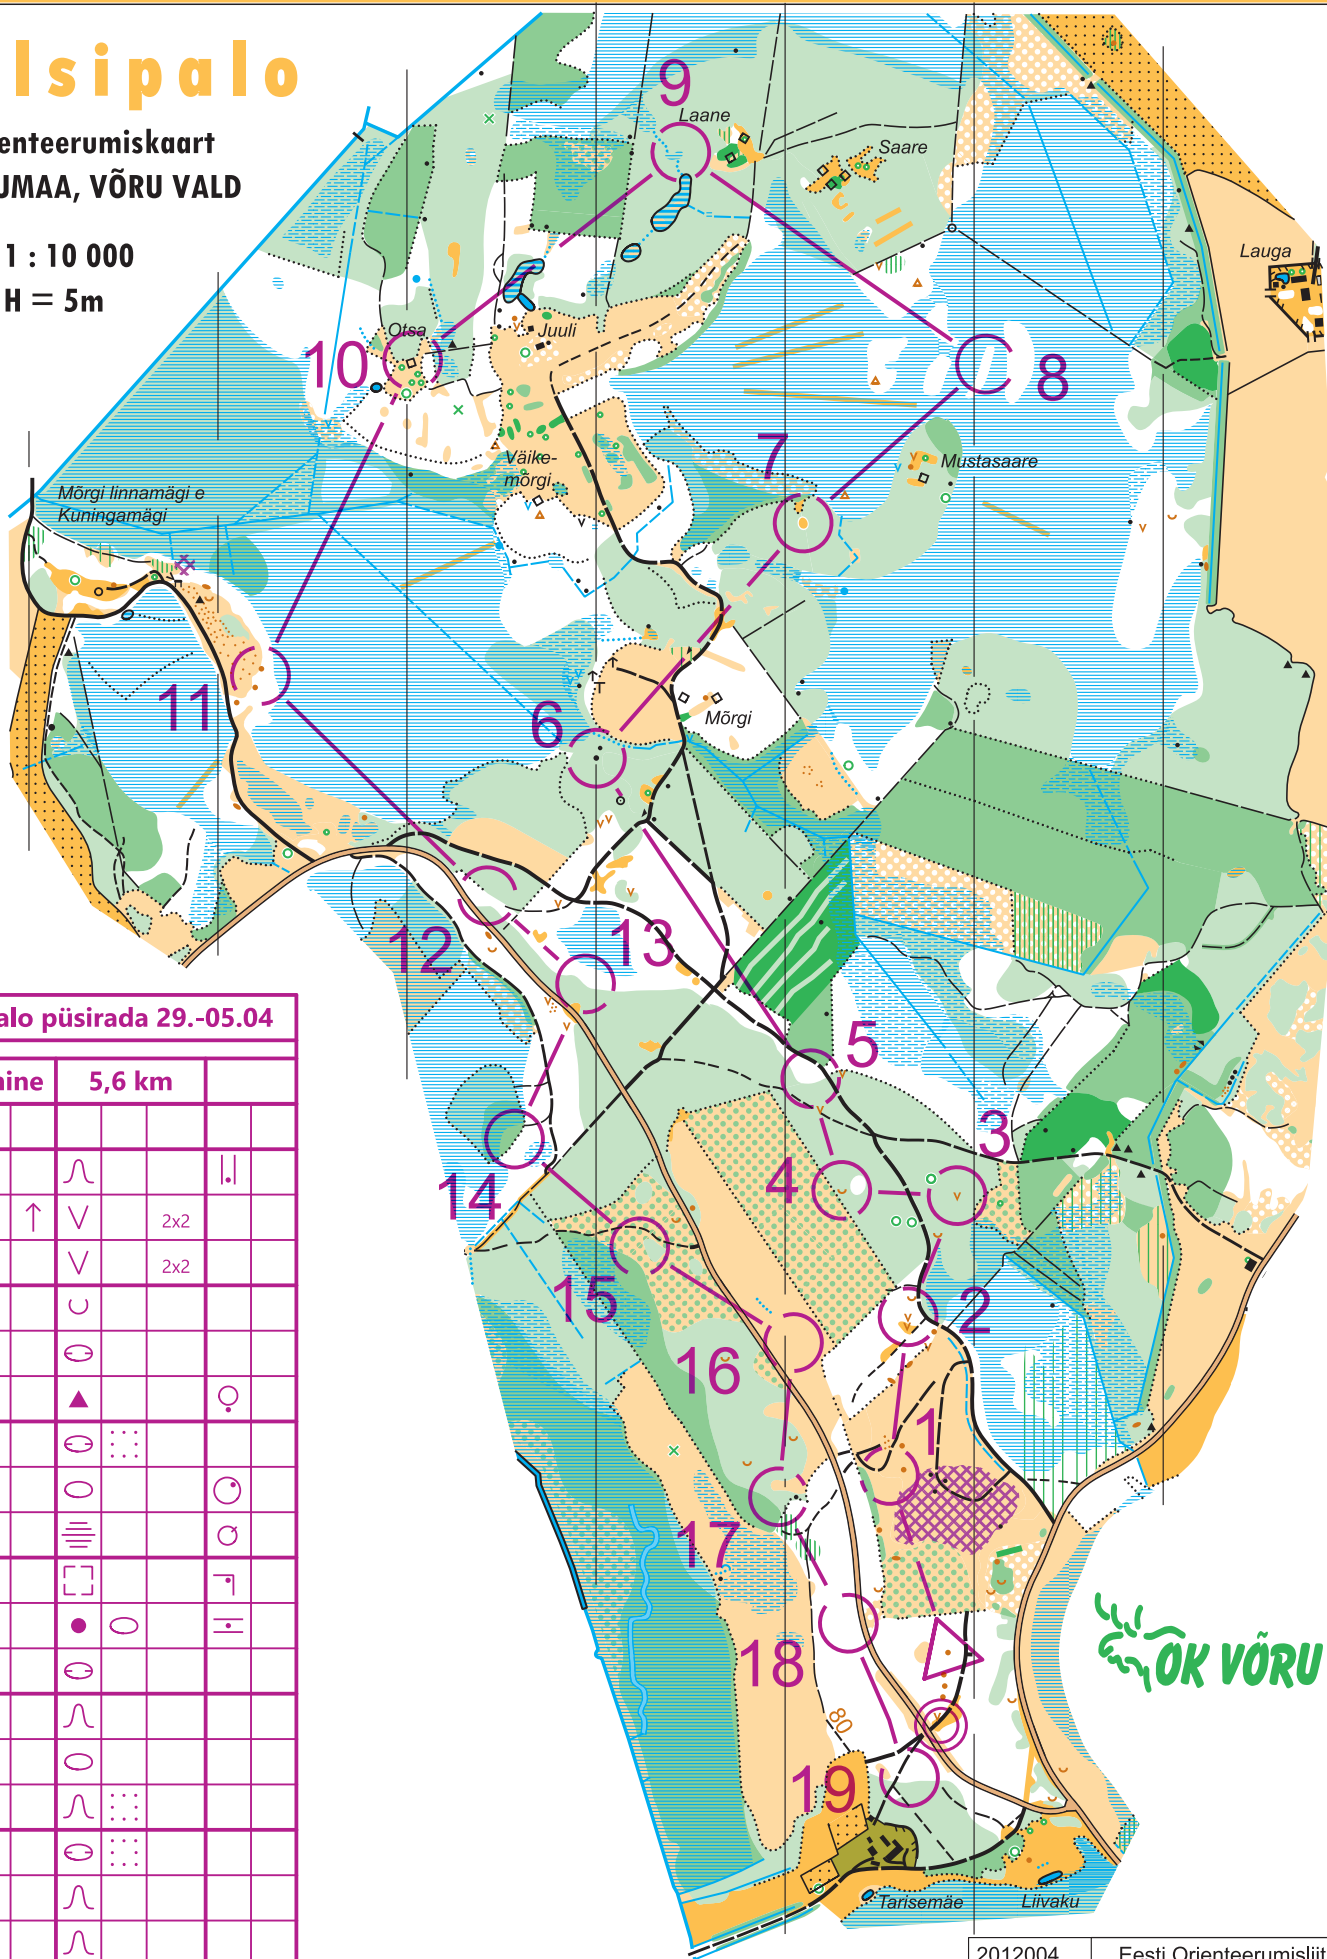 lsipalo
enteerumiskaart
UMAA, VÕRU VALD
1 : 10 000
H = 5m
9
Laane
Saare
Lauga
Otsa
Juuli
10
8
7
Väike-
mõrgi
Mustasaare
Mõrgi linnamägi e
Kuningamägi
11
6
Mõrgi
12
13
5
3
4
14
15
2
16
1
17
18
80
19
Tarisemäe
Liivaku
alo püsirada 29.-05.04
nine
5,6 km
2x2
2x2
OK VÕRU
2012004
Eesti Orienteerumisliit